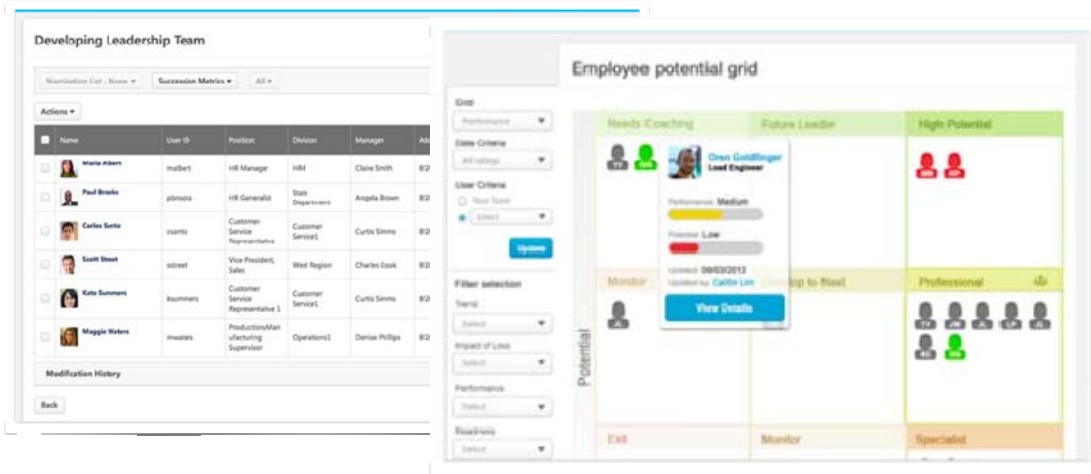 Developing Leadership Team
Nomination List - None
Succession Metrics
All
Actions
Name User ID Position Division Manager
Maria Albert malbert HR Manager HR4 Claire Smith
Paul Brooks pbrooks HR Generalist State Department Angela Brown
Carlos Santo csanto Customer Service Representative Customer Service1 Curtis Simms
Scott Street sstreet Vice President, Sales West Region Charles Cook
Kate Summers ksummers Customer Service Representative 1 Customer Service1 Curtis Simms
Maggie Waters mwaters ProductionManufacturing Supervisor Operations1 Denise Phillips
Modification History
Back
Employee potential grid
Grid
Performance
Date Criteria
All ratings
User Criteria
Your Team
Select
Update
Filter selection
Select
Impact of Loss
Select
Performance
Select
Readiness
Select
Potential
Needs Coaching
Future Leader
High Potential
Oren Goldfinger
Lead Engineer
Performance: Medium
Potential: Low
Updated: 08/03/2012
Updated by: Caitlin Lim
View Details
Monitor
op to Next
Professional
Exit
Monitor
Specialist